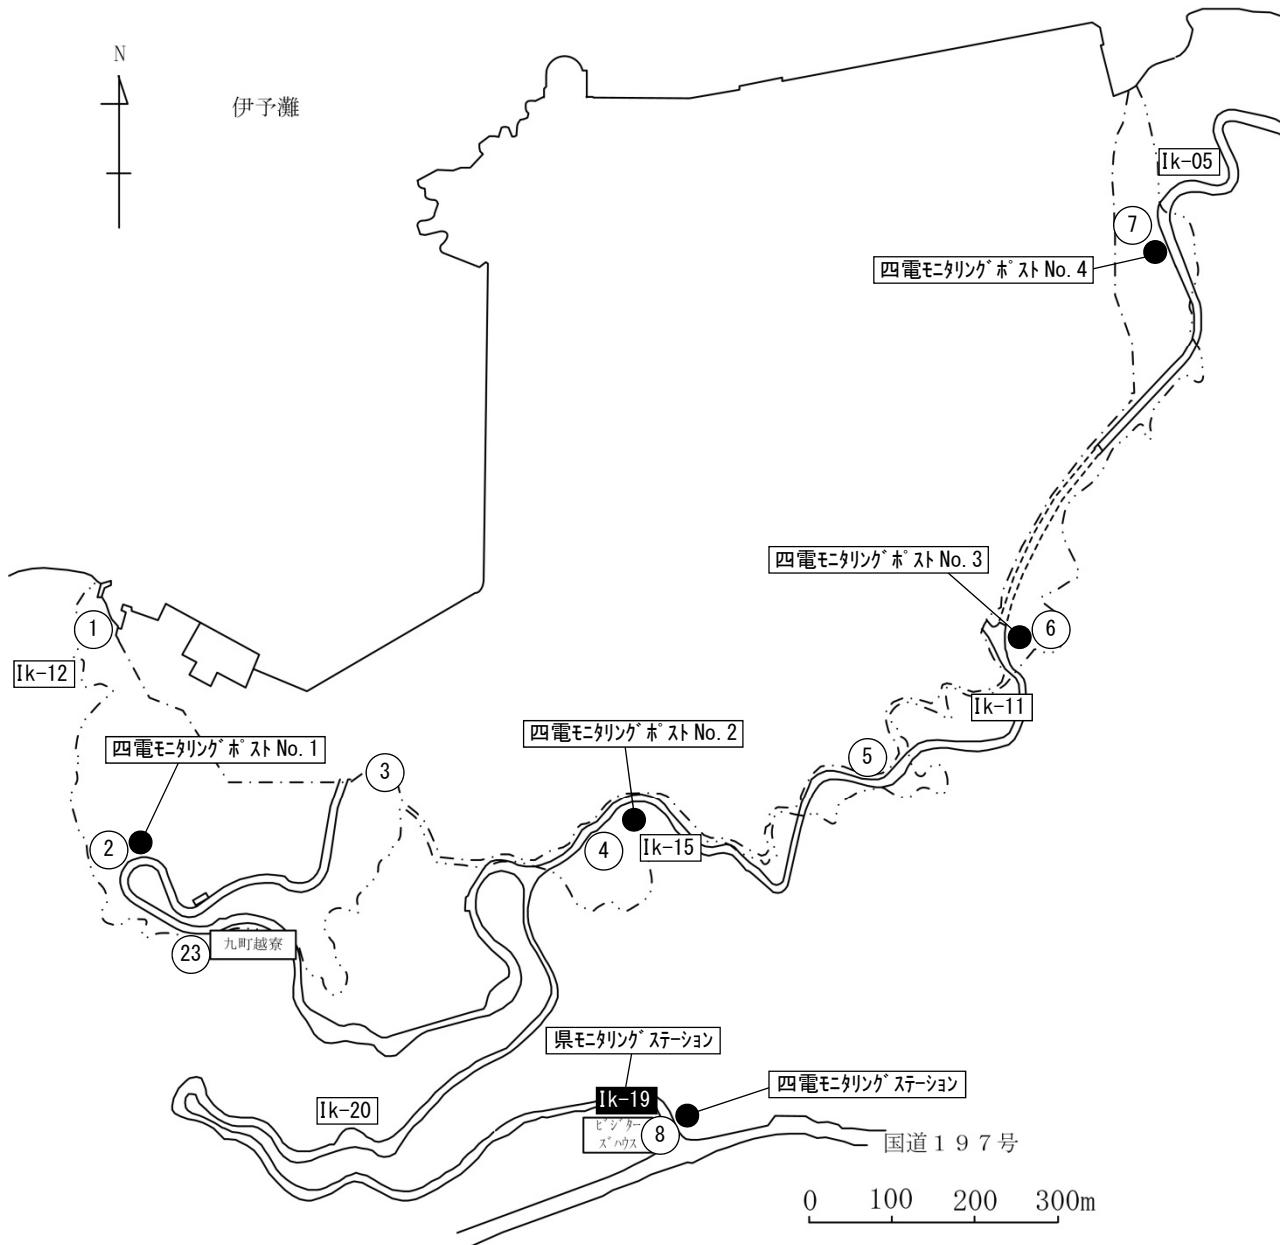 N
伊予灘
Ik-05
7
四電モニタリングポストNo.4
四電モニタリングポストNo.3
6
1
Ik-12
Ik-11
四電モニタリングポストNo.2
四電モニタリングポストNo.1
3
5
2
4
Ik-15
23
九町越寮
県モニタリングステーション
四電モニタリングステーション
Ik-19
Ik-20
ビジター
ズハウス
8
国道197号
0 100 200 300m